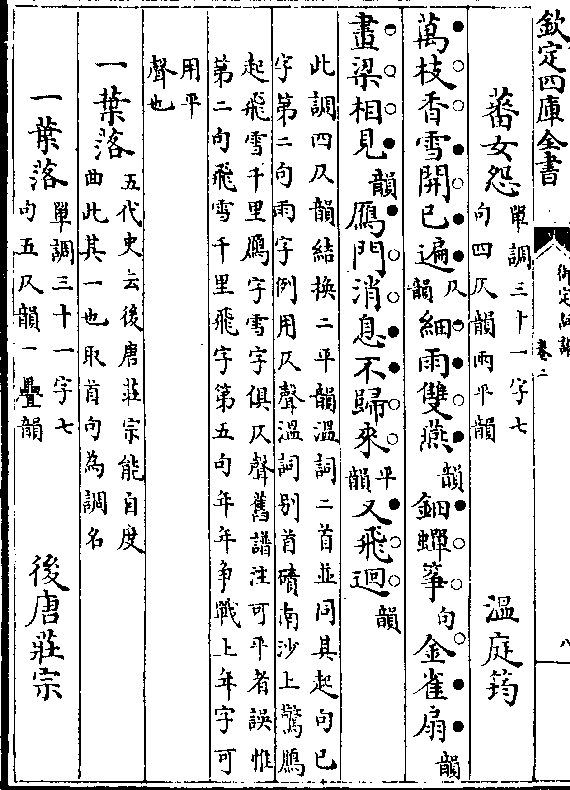 欽定四庫全書
御定詞譜
卷二
八
蕃女怨 單調三十一字七
句四仄韻兩平韻 溫庭筠
萬枝香雪開已遍仄韻細雨雙燕韻鈿蟬箏句金雀扇韻
畫梁相見韻鴈門消息不歸來平韻又飛迴韻
此調四仄韻結換二平韻溫詞二首並同其起句已
字第二句雨字例用仄聲溫詞别首磧南沙上驚鴈
起飛雪千里鴈字雪字俱仄聲舊譜注可平者誤惟
第二句飛雪千里飛字第五句年年争戰上年字可
用平
聲也
一葉落 五代史云後唐莊宗能自度
曲此其一也取首句為調名
一葉落 單調三十一字七
句五仄韻一疊韻 後唐莊宗